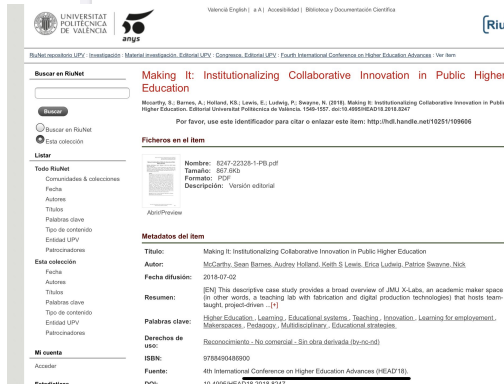 UNIVERSITAT
POLITÈCNICA
DE VALÈNCIA
anys
Valencià English | a A | Accesibilidad | Biblioteca y Documentación Científica
[Riu
RiuNet repositorio UPV : Investigación : Material investigación. Editorial UPV : Congresos. Editorial UPV : Fourth International Conference on Higher Education Advances : Ver ítem
Buscar en RiuNet
Buscar
Buscar en RiuNet
Esta colección
Listar
Todo RiuNet
Comunidades & colecciones
Fecha
Autores
Títulos
Palabras clave
Tipo de contenido
Entidad UPV
Patrocinadores
Esta colección
Fecha
Autores
Títulos
Palabras clave
Tipo de contenido
Entidad UPV
Patrocinadores
Mi cuenta
Acceder
Estadísticas
Making It: Institutionalizing Collaborative Innovation in Public Higher
Education
Mccarthy, S.; Barnes, A.; Holland, KS.; Lewis, E.; Ludwig, P.; Swayne, N. (2018). Making It: Institutionalizing Collaborative Innovation in Public
Higher Education. Editorial Universitat Politècnica de València. 1549-1557. doi:10.4995/HEAD18.2018.8247
Por favor, use este identificador para citar o enlazar este ítem: http://hdl.handle.net/10251/109606
Ficheros en el ítem
Nombre: 8247-22328-1-PB.pdf
Tamaño: 867.6Kb
Formato: PDF
Descripción: Versión editorial
Abrir/Preview
Metadatos del ítem
Título: Making It: Institutionalizing Collaborative Innovation in Public Higher Education
Autor: McCarthy, Sean Barnes, Audrey Holland, Keith S Lewis, Erica Ludwig, Patrice Swayne, Nick
Fecha difusión: 2018-07-02
Resumen: [EN] This descriptive case study provides a broad overview of JMU X-Labs, an academic maker space
(in other words, a teaching lab with fabrication and digital production technologies) that hosts team-
taught, project-driven ...[+]
Palabras clave: Higher Education , Learning , Educational systems , Teaching , Innovation , Learning for employement ,
Makerspaces , Pedagogy , Multidisciplinary , Educational strategies
Derechos de
uso: Reconocimiento - No comercial - Sin obra derivada (by-nc-nd)
ISBN: 9788490486900
Fuente: 4th International Conference on Higher Education Advances (HEAD'18).
DOI: 10.4995/HEAD18.2018.8247